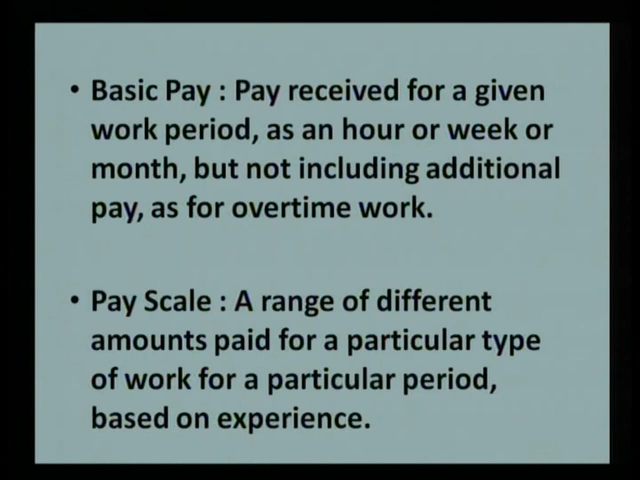 • Basic Pay : Pay received for a given
work period, as an hour or week or
month, but not including additional
pay, as for overtime work.
• Pay Scale : A range of different
amounts paid for a particular type
of work for a particular period,
based on experience.